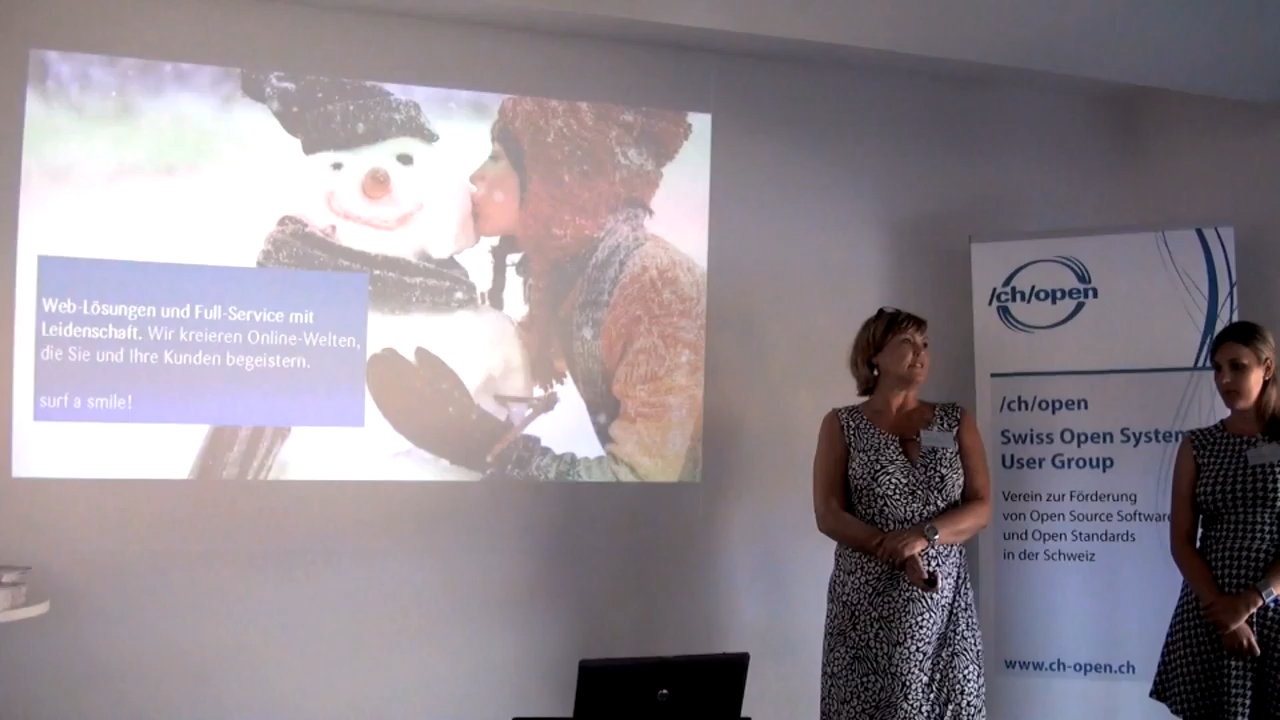 Web-Lösungen und Full-Service mit
Leidenschaft. Wir kreieren Online-Welten,
die Sie und Ihre Kunden begeistern.
surf a smile!
/ch/open
/ch/open
Swiss Open System
User Group
Verein zur Förderung
von Open Source Software
und Open Standards
in der Schweiz
www.ch-open.ch
hp